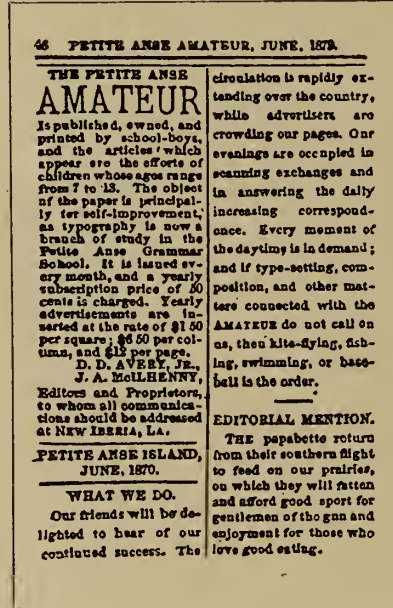 46 PETITE ANSE AMATEUR, JUNE, 1879.
THE PETITE ANSE
AMATEUR
Is published, owned, and
printed by school-boys,
and the articles which
appear are the efforts of
children whose ages range
from 7 to 13. The object
of the paper is principal-
ly for self-improvement,
as typography is now a
branch of study in the
Petite Anse Grammar
School. It is issued ev-
ery month, and a yearly
subscription price of 50
cents is charged. Yearly
advertisements are in-
serted at the rate of $1 50
per square; $6 50 per col-
umn, and $12 per page.
D. D. AVERY, JR.,
J. A. McILHENNY,
Editors and Proprietors,
to whom all communica-
tions should be addressed
at NEW IBERIA, LA.
PETITE ANSE ISLAND,
JUNE, 1870.
WHAT WE DO.
Our friends will be de-
lighted to hear of our
continued success. The
circulation is rapidly ex-
tending over the country,
while advertisers are
crowding our pages. Our
evenings are occupied in
scanning exchanges and
in answering the daily
increasing correspond-
ence. Every moment of
the daytime is in demand;
and if type-setting, com-
position, and other mat-
ters connected with the
AMATEUR do not call on
us, then kite-flying, fish-
ing, swimming, or base-
ball is the order.
EDITORIAL MENTION.
THE papabotte return
from their southern flight
to feed on our prairies,
on which they will fatten
and afford good sport for
gentlemen of the gun and
enjoyment for those who
love good eating.